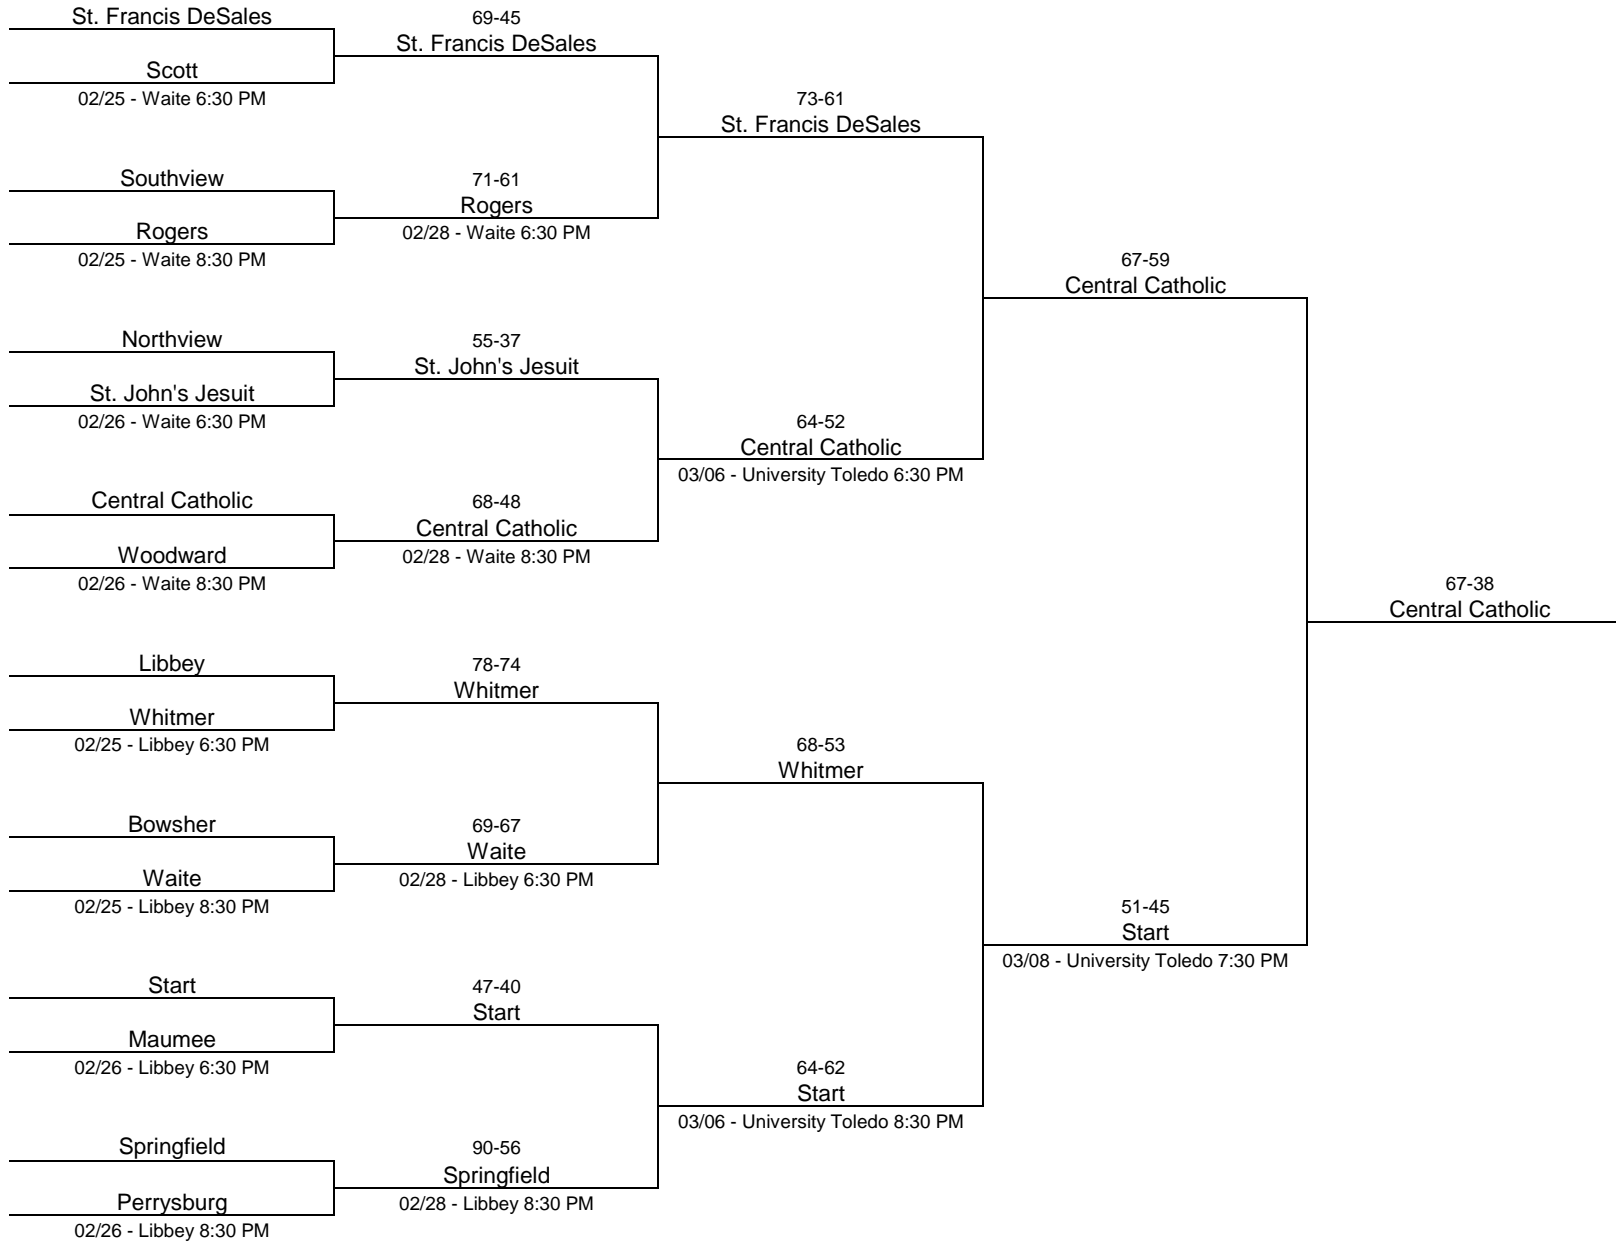 St. Francis DeSales
Scott
02/25 - Waite 6:30 PM
Southview
Rogers
02/25 - Waite 8:30 PM
Northview
St. John's Jesuit
02/26 - Waite 6:30 PM
Central Catholic
Woodward
02/26 - Waite 8:30 PM
Libbey
Whitmer
02/25 - Libbey 6:30 PM
Bowsher
Waite
02/25 - Libbey 8:30 PM
Start
Maumee
02/26 - Libbey 6:30 PM
Springfield
Perrysburg
02/26 - Libbey 8:30 PM
69-45
St. Francis DeSales
71-61
Rogers
02/28 - Waite 6:30 PM
55-37
St. John's Jesuit
68-48
Central Catholic
02/28 - Waite 8:30 PM
78-74
Whitmer
69-67
Waite
02/28 - Libbey 6:30 PM
47-40
Start
90-56
Springfield
02/28 - Libbey 8:30 PM
73-61
St. Francis DeSales
64-52
Central Catholic
03/06 - University Toledo 6:30 PM
68-53
Whitmer
64-62
Start
03/06 - University Toledo 8:30 PM
67-59
Central Catholic
51-45
Start
03/08 - University Toledo 7:30 PM
67-38
Central Catholic